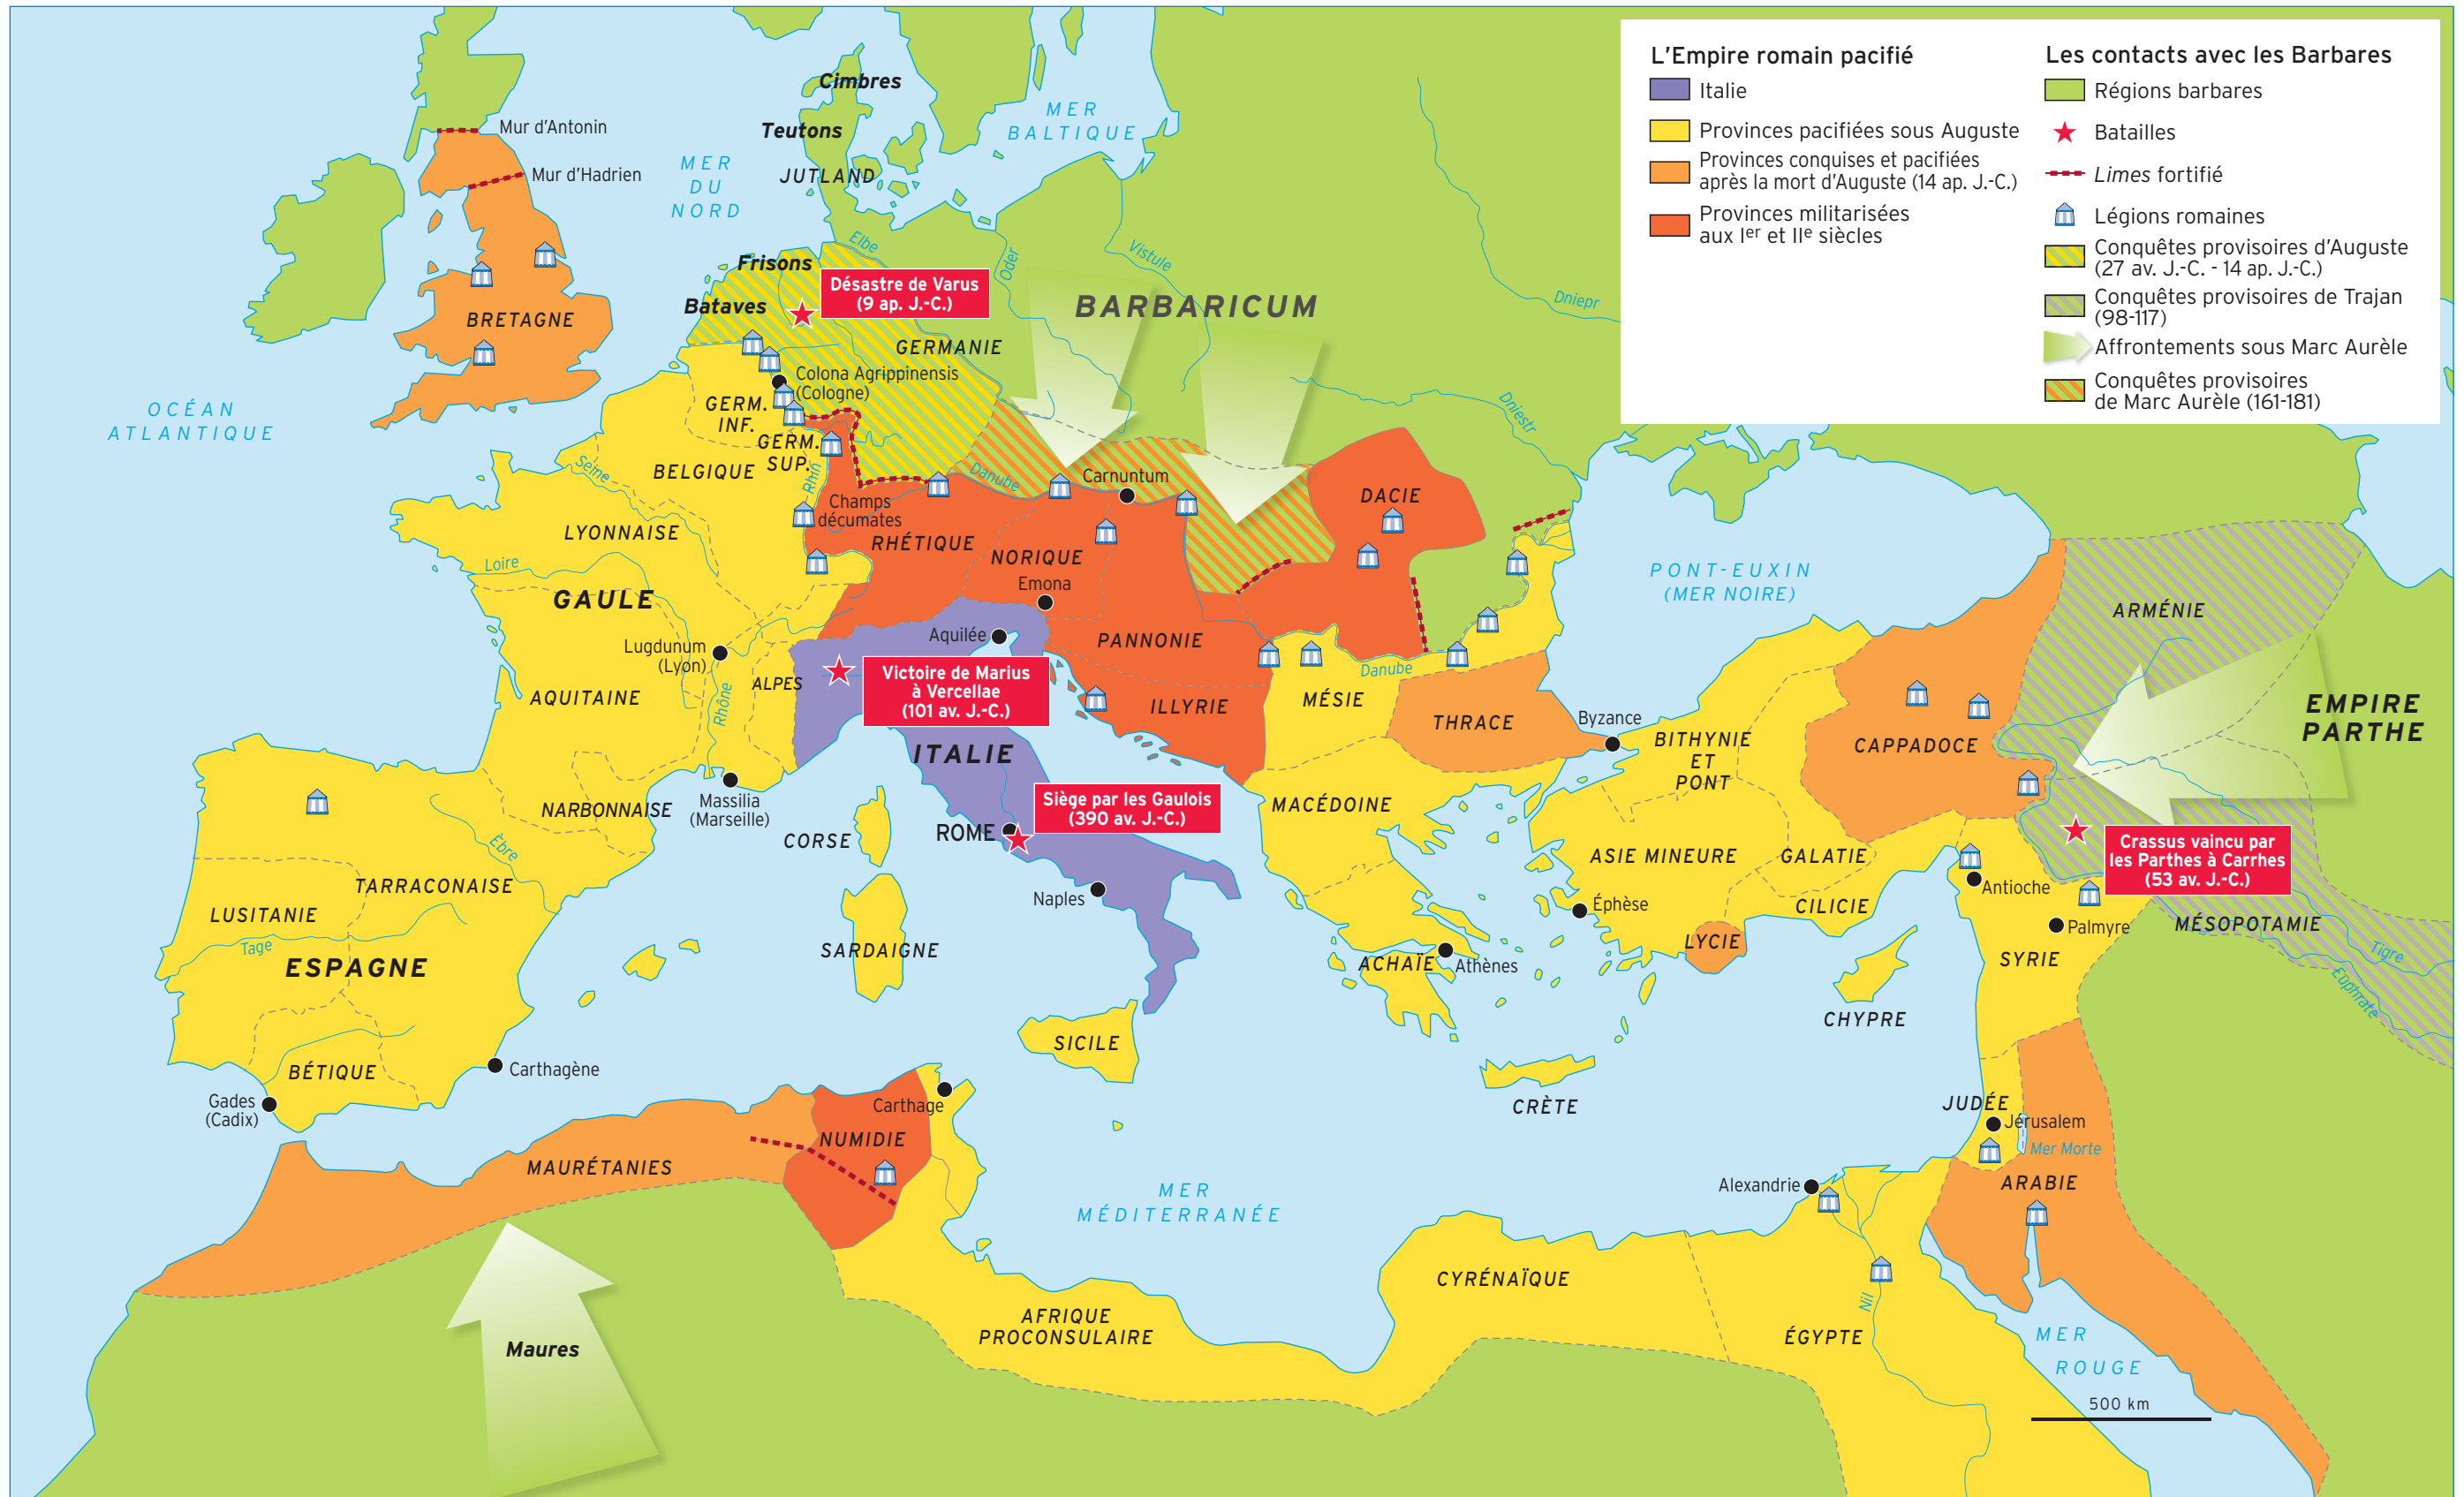 L'Empire romain pacifié
Italie
Provinces pacifiées sous Auguste
Provinces conquises et pacifiées
après la mort d'Auguste (14 ap. J.-C.)
Provinces militarisées
aux Ier et IIe siècles
Les contacts avec les Barbares
Régions barbares
Batailles
Limes fortifié
Légions romaines
Conquêtes provisoires d'Auguste
(27 av. J.-C. - 14 ap. J.-C.)
Conquêtes provisoires de Trajan
(98-117)
Affrontements sous Marc Aurèle
Conquêtes provisoires
de Marc Aurèle (161-181)
Cimbres
Teutons
JUTLAND
MER
BALTIQUE
Mur d'Antonin
Mur d'Hadrien
MER
DU
NORD
Elbe
Oder
Vistule
Dniepr
Dniestr
Frisons
Bataves
Désastre de Varus
(9 ap. J.-C.)
BARBARICUM
BRETAGNE
GERMANIE
Colona Agrippinensis
(Cologne)
OCÉAN
ATLANTIQUE
GERM.
INF.
GERM.
SUP.
BELGIQUE
Seine
Rhin
Danube
Carnuntum
Champs
décumates
DACIE
LYONNAISE
RHÉTIQUE
NORIQUE
Emona
Loire
GAULE
PONT-EUXIN
(MER NOIRE)
ARMÉNIE
Lugdunum
(Lyon)
Aquilée
PANNONIE
Danube
Victoire de Marius
à Vercellae
(101 av. J.-C.)
ALPES
AQUITAINE
Rhône
ILLYRIE
MÉSIE
THRACE
Byzance
BITHYNIE
ET
PONT
CAPPADOCE
EMPIRE
PARTHE
ITALIE
NARBONNAISE
Massilia
(Marseille)
Siège par les Gaulois
(390 av. J.-C.)
MACÉDOINE
CORSE
ROME
Èbre
Crassus vaincu par
les Parthes à Carrhes
(53 av. J.-C.)
ASIE MINEURE
GALATIE
TARRACONAISE
LUSITANIE
Naples
Éphèse
CILICIE
Antioche
Palmyre
MÉSOPOTAMIE
Tage
ESPAGNE
SARDAIGNE
ACHAÏE
Athènes
LYCIE
SYRIE
Tigre
Euphrate
CHYPRE
SICILE
BÉTIQUE
Carthagène
Gades
(Cadix)
CRÈTE
Carthage
JUDÉE
Jérusalem
Mer Morte
NUMIDIE
MAURÉTANIES
MER
MÉDITERRANÉE
Alexandrie
ARABIE
CYRÉNAÏQUE
Nil
AFRIQUE
PROCONSULAIRE
ÉGYPTE
MER
ROUGE
Maures
500 km